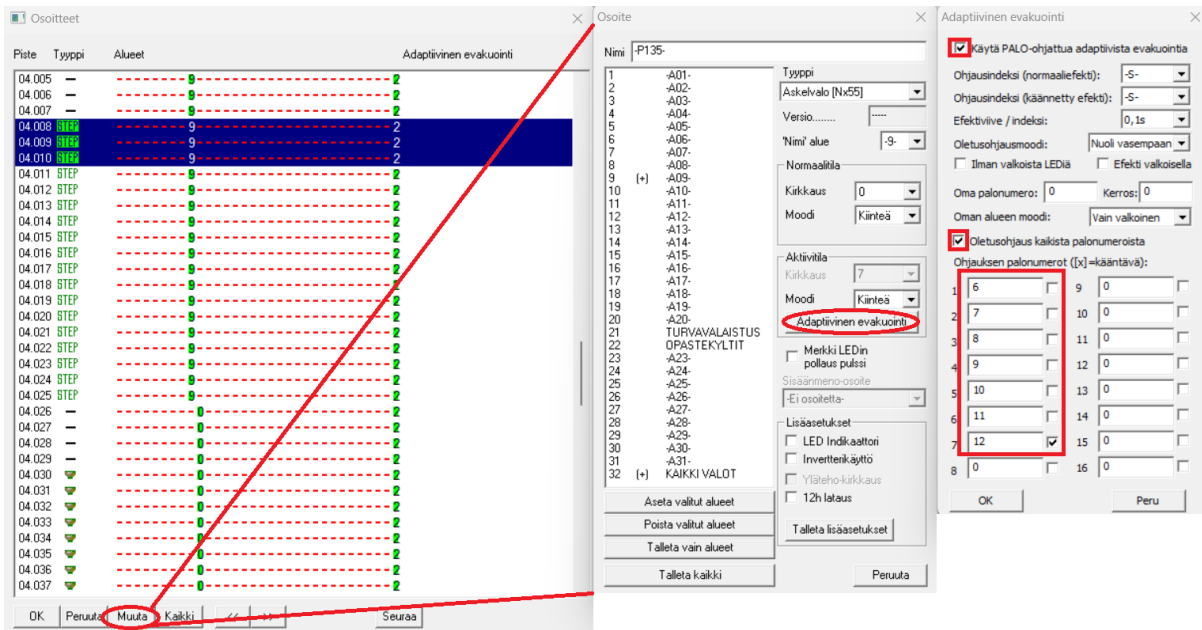 Osoitteet
Piste Tyyppi Alueet Adaptiivinen evakuointi
04.005 — --------9-------------------- 2
04.006 — --------9-------------------- 2
04.007 — --------9-------------------- 2
04.008 STEP --------9-------------------- 2
04.009 STEP --------9-------------------- 2
04.010 STEP --------9-------------------- 2
04.011 STEP --------9-------------------- 2
04.012 STEP --------9-------------------- 2
04.013 STEP --------9-------------------- 2
04.014 STEP --------9-------------------- 2
04.015 STEP --------9-------------------- 2
04.016 STEP --------9-------------------- 2
04.017 STEP --------9-------------------- 2
04.018 STEP --------9-------------------- 2
04.019 STEP --------9-------------------- 2
04.020 STEP --------9-------------------- 2
04.021 STEP --------9-------------------- 2
04.022 STEP --------9-------------------- 2
04.023 STEP --------9-------------------- 2
04.024 STEP --------9-------------------- 2
04.025 STEP --------9-------------------- 2
04.026 — ---------0------------------- 2
04.027 — ---------0------------------- 2
04.028 — ---------0------------------- 2
04.029 — ---------0------------------- 2
04.030 ---------0------------------- 2
04.031 ---------0------------------- 2
04.032 ---------0------------------- 2
04.033 ---------0------------------- 2
04.034 ---------0------------------- 2
04.035 ---------0------------------- 2
04.036 ---------0------------------- 2
04.037 ---------0------------------- 2
OK Peruuta Muuta Kaikki << >> Seuraa
Osoite
Nimi -P135-
1 -A01-
2 -A02-
3 -A03-
4 -A04-
5 -A05-
6 -A06-
7 -A07-
8 -A08-
9 (+) -A09-
10 -A10-
11 -A11-
12 -A12-
13 -A13-
14 -A14-
15 -A15-
16 -A16-
17 -A17-
18 -A18-
19 -A19-
20 -A20-
21 TURVAVALAISTUS
22 OPASTEKYLTIT
23 -A23-
24 -A24-
25 -A25-
26 -A26-
27 -A27-
28 -A28-
29 -A29-
30 -A30-
31 -A31-
32 (+) KAIKKI VALOT
Aseta valitut alueet
Poista valitut alueet
Talleta vain alueet
Talleta kaikki
Tyyppi
Askelvalo [Nx55]
Versio........ -----
'Nimi' alue -9-
Normaalitila
Kirkkaus 0
Moodi Kiinteä
Aktiivitila
Kirkkaus 7
Moodi Kiinteä
Adaptiivinen evakuointi
Merkki LEDin
pollaus pulssi
Sisäänmeno-osoite
-Ei osoitetta-
Lisäasetukset
LED Indikaattori
Invertterikäyttö
Yläteho-kirkkaus
12h lataus
Talleta lisäasetukset
Peruuta
Adaptiivinen evakuointi
Käytä PALO-ohjattua adaptiivista evakuointia
Ohjausindeksi (normaaliefekti): -S-
Ohjausindeksi (käännetty efekti): -S-
Efektiviive / indeksi: 0,1s
Oletusohjausmoodi: Nuoli vasempaan
Ilman valkoista LEDiä Efekti valkoisella
Oma palonumero: 0 Kerros: 0
Oman alueen moodi: Vain valkoinen
Oletusohjaus kaikista palonumeroista
Ohjauksen palonumerot ([x]=kääntävä):
1 6 9 0
2 7 10 0
3 8 11 0
4 9 12 0
5 10 13 0
6 11 14 0
7 12 15 0
8 0 16 0
OK Peru